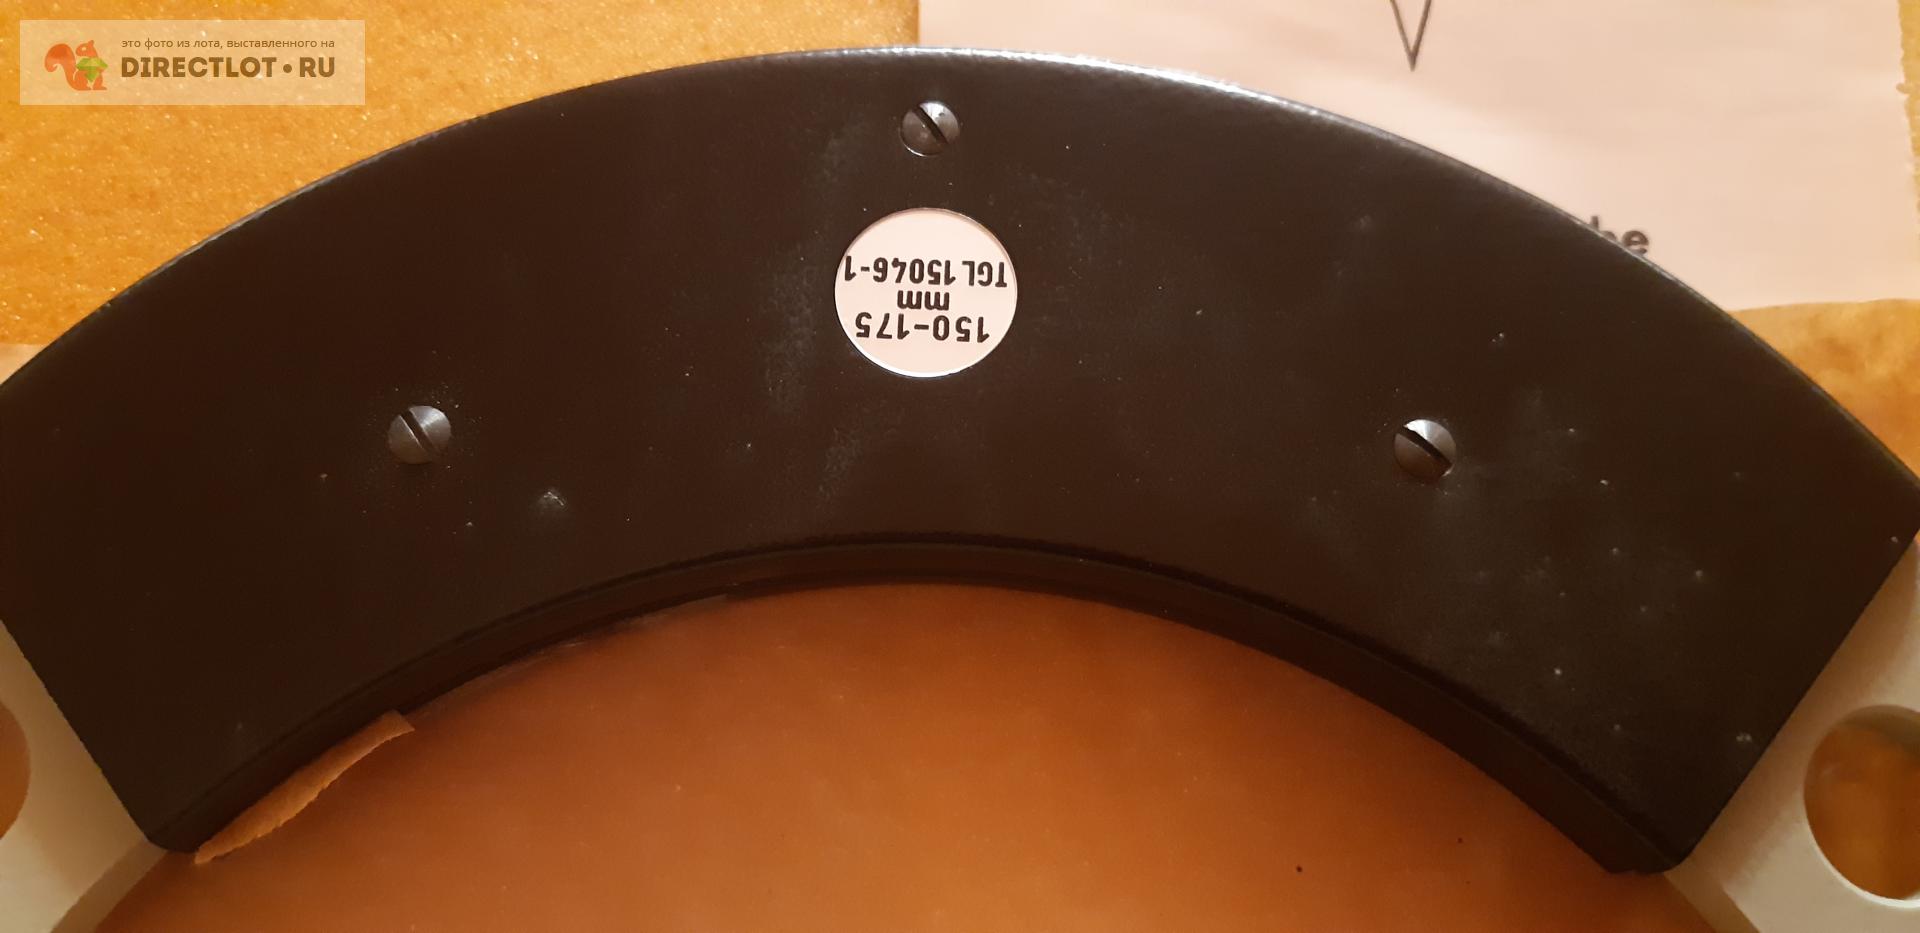 это фото из лота, выставленного на
DIRECTLOT•RU
150-175
mm
TGL 15046-1